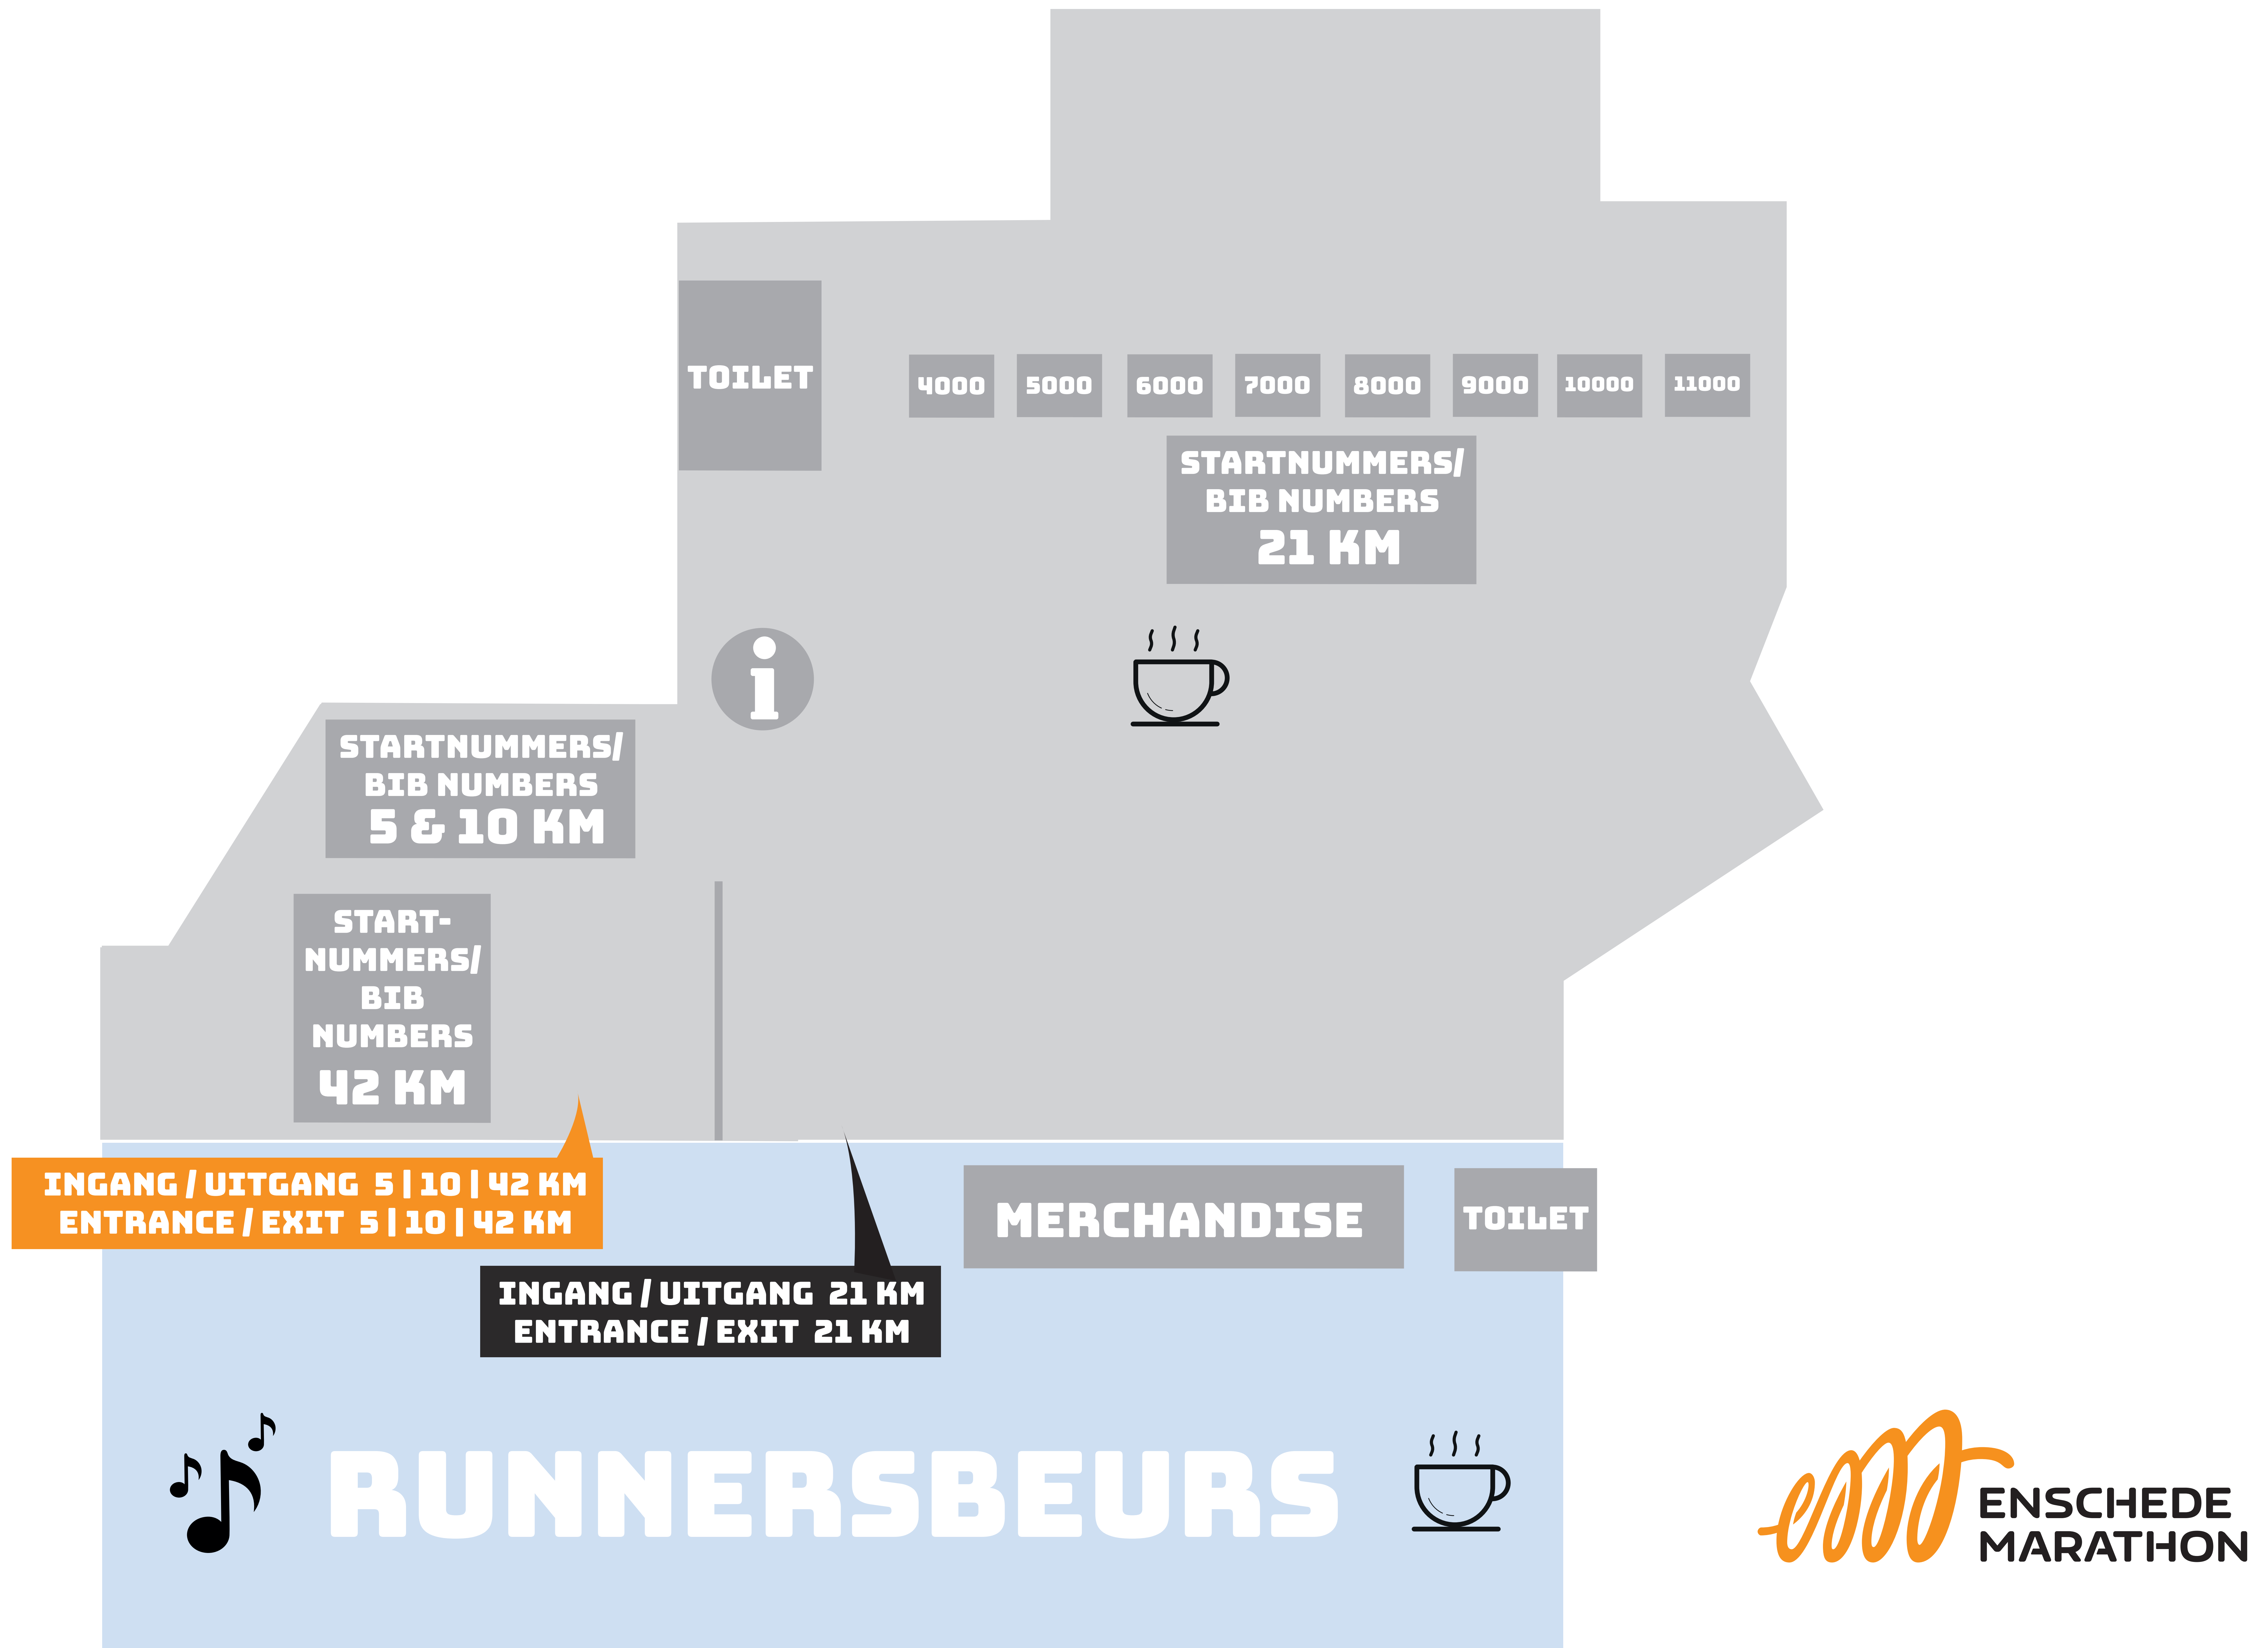 TOILET
4000
5000
6000
7000
8000
9000
10000
11000
STARTNUMMERS/
BIB NUMBERS
21 KM
i
STARTNUMMERS/
BIB NUMBERS
5 & 10 KM
START-
NUMMERS/
BIB
NUMBERS
42 KM
INGANG/UITGANG 5|10|42 KM
ENTRANCE/EXIT 5|10|42 KM
INGANG/UITGANG 21 KM
ENTRANCE/EXIT 21 KM
MERCHANDISE
TOILET
RUNNERSBEURS
ENSCHEDE
MARATHON